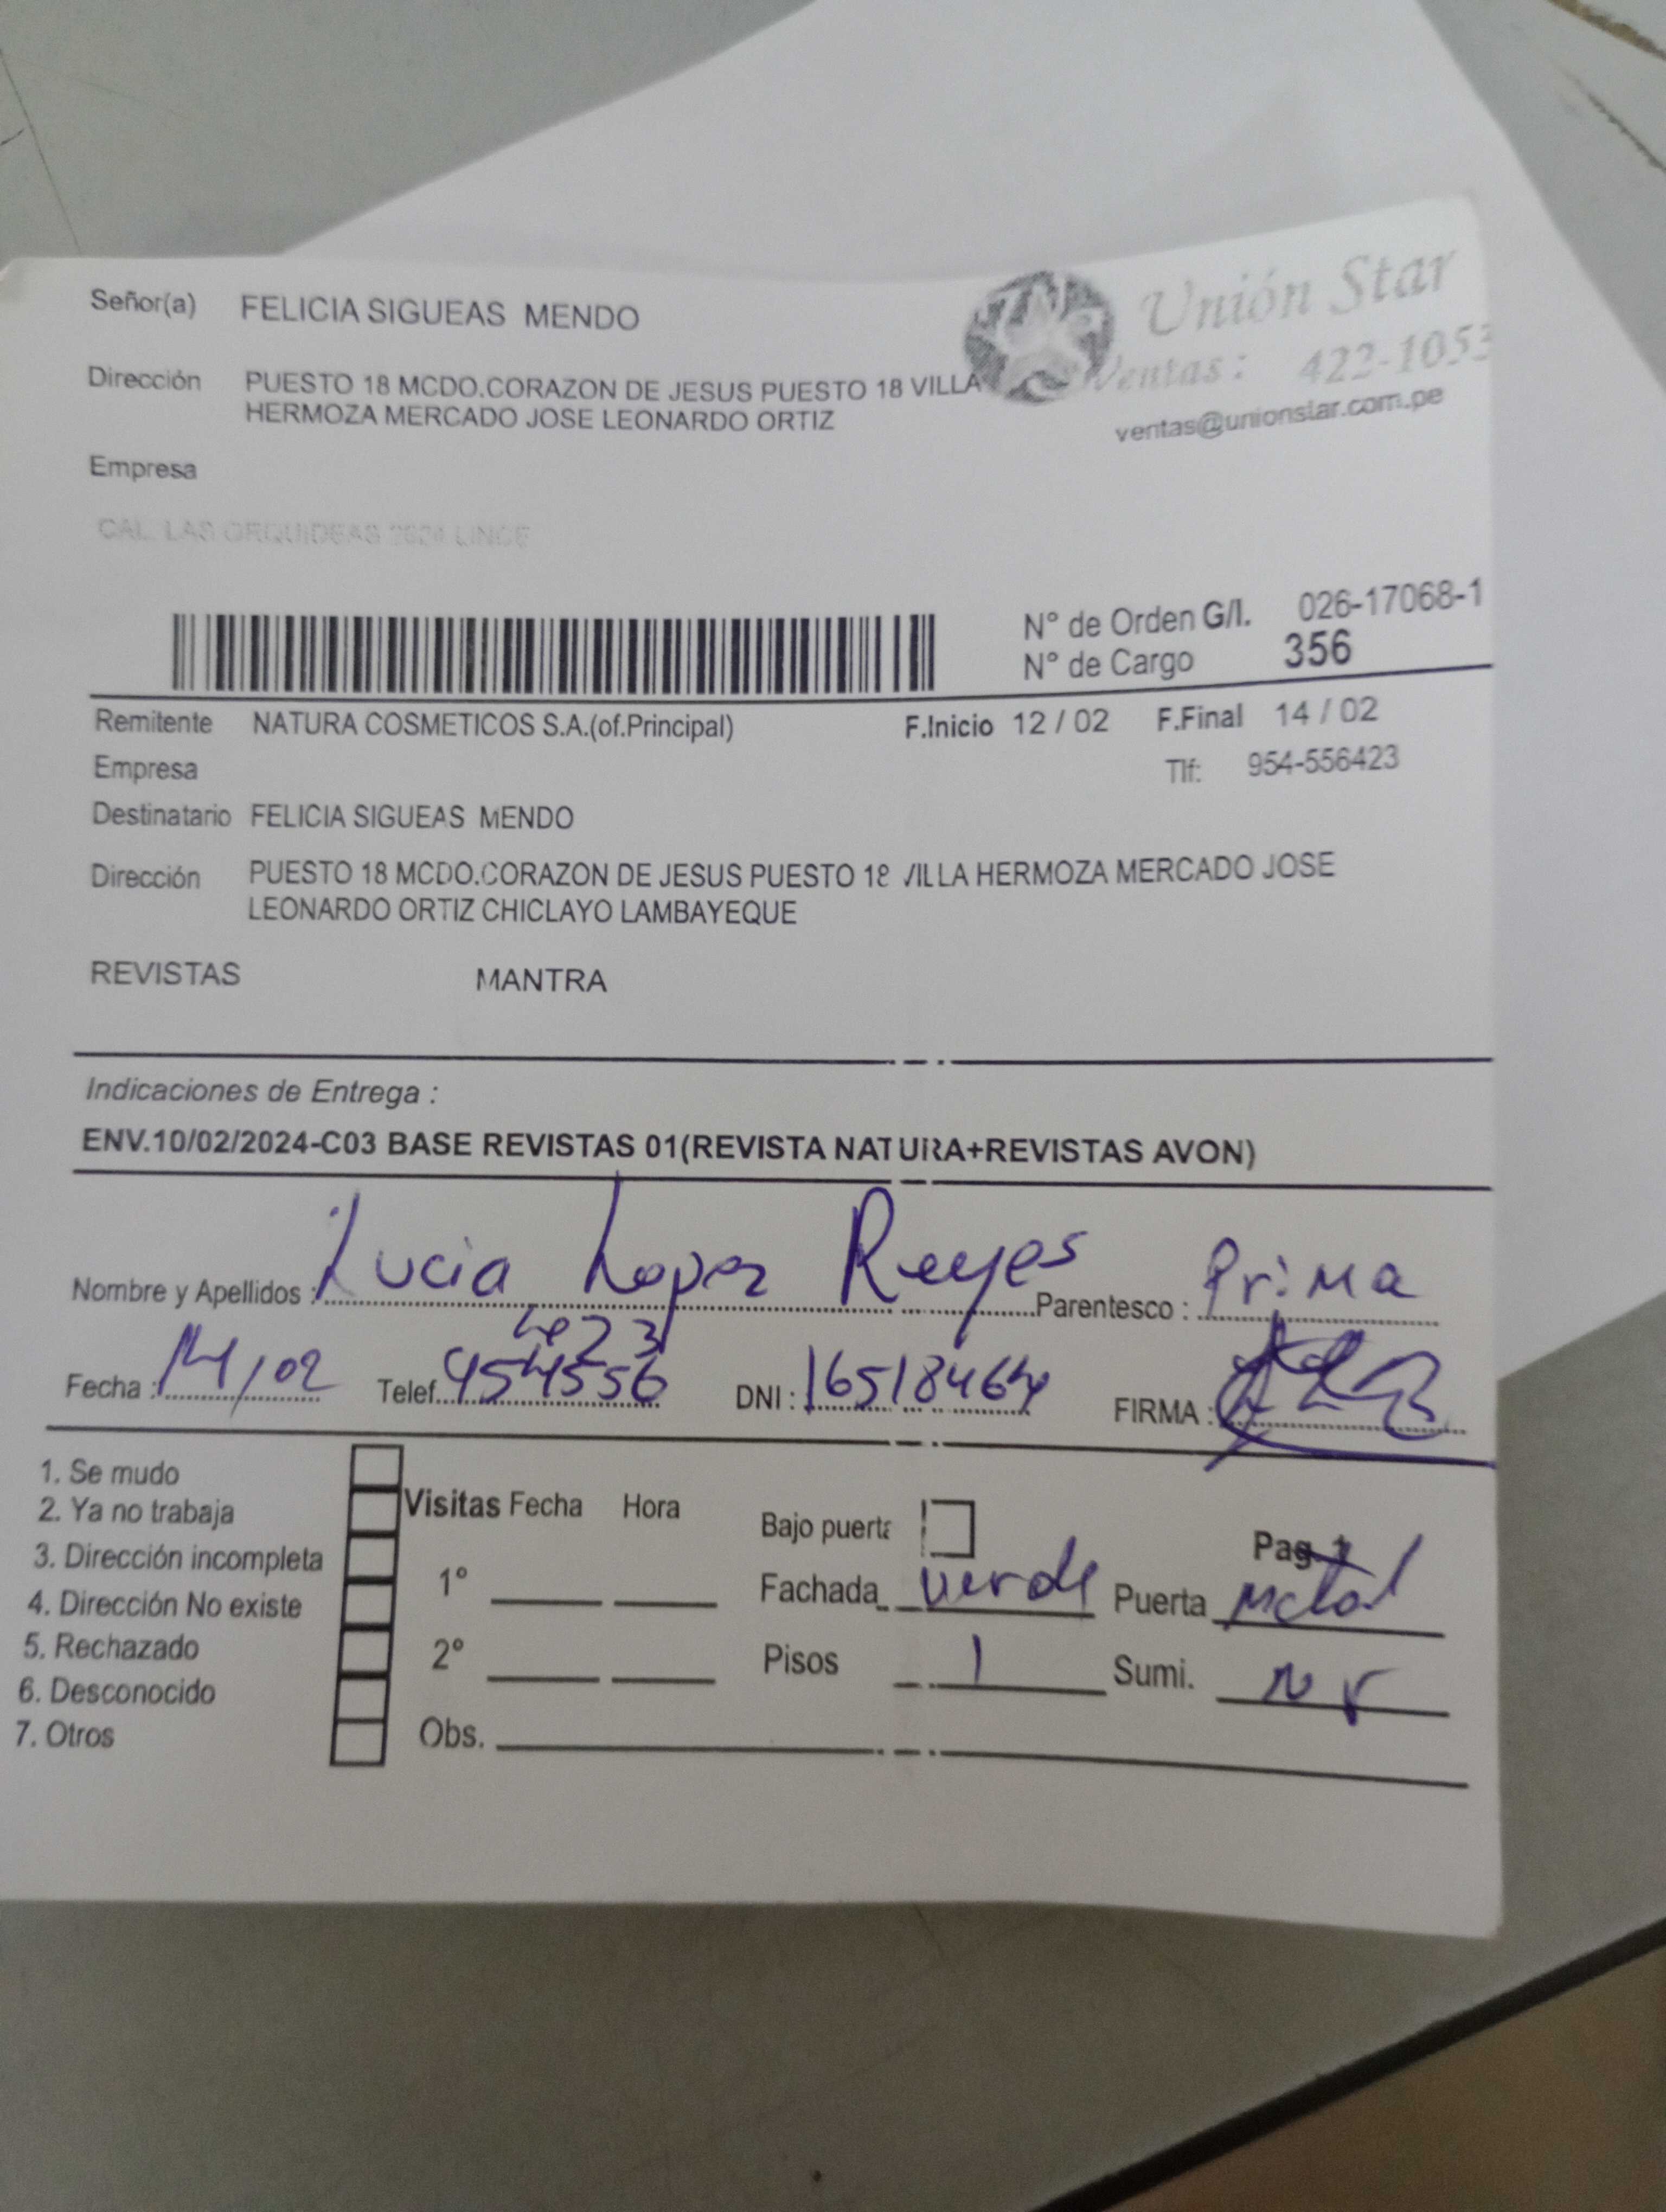 Señor(a) FELICIA SIGUEAS MENDO
Unión Star
Ventas: 422-1053
ventas@unionstar.com.pe
Dirección PUESTO 18 MCDO.CORAZON DE JESUS PUESTO 18 VILLA
HERMOZA MERCADO JOSE LEONARDO ORTIZ
Empresa
CAL. LAS ORQUIDEAS LINCE
N° de Orden G/I. 026-17068-1
N° de Cargo 356
Remitente NATURA COSMETICOS S.A.(of.Principal) F.Inicio 12 / 02 F.Final 14 / 02
Empresa Tlf: 954-556423
Destinatario FELICIA SIGUEAS MENDO
Dirección PUESTO 18 MCDO.CORAZON DE JESUS PUESTO 18 VILLA HERMOZA MERCADO JOSE
LEONARDO ORTIZ CHICLAYO LAMBAYEQUE
REVISTAS MANTRA
Indicaciones de Entrega :
ENV.10/02/2024-C03 BASE REVISTAS 01(REVISTA NATURA+REVISTAS AVON)
Nombre y Apellidos : Lucia Lopez Reyes Parentesco : Prima
423
Fecha : 14/02 Telef. 954556 DNI : 16518464 FIRMA :
1. Se mudo
2. Ya no trabaja
3. Dirección incompleta
4. Dirección No existe
5. Rechazado
6. Desconocido
7. Otros
Visitas Fecha Hora
1°
2°
Obs.
Bajo puerta
Pag. 1
Fachada verde Puerta Metal
Pisos 1 Sumi. N V